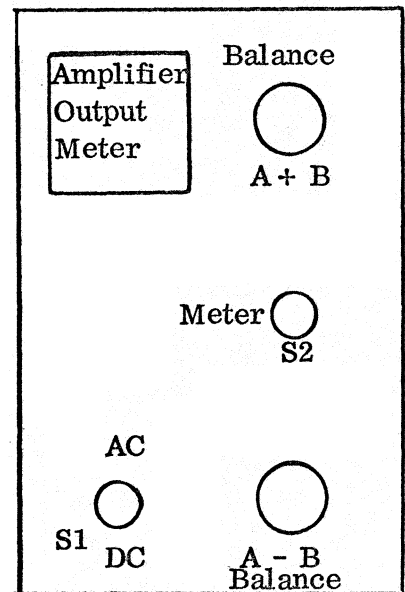 Amplifier
Output
Meter
Balance
A + B
Meter
S2
AC
S1
DC
A - B
Balance